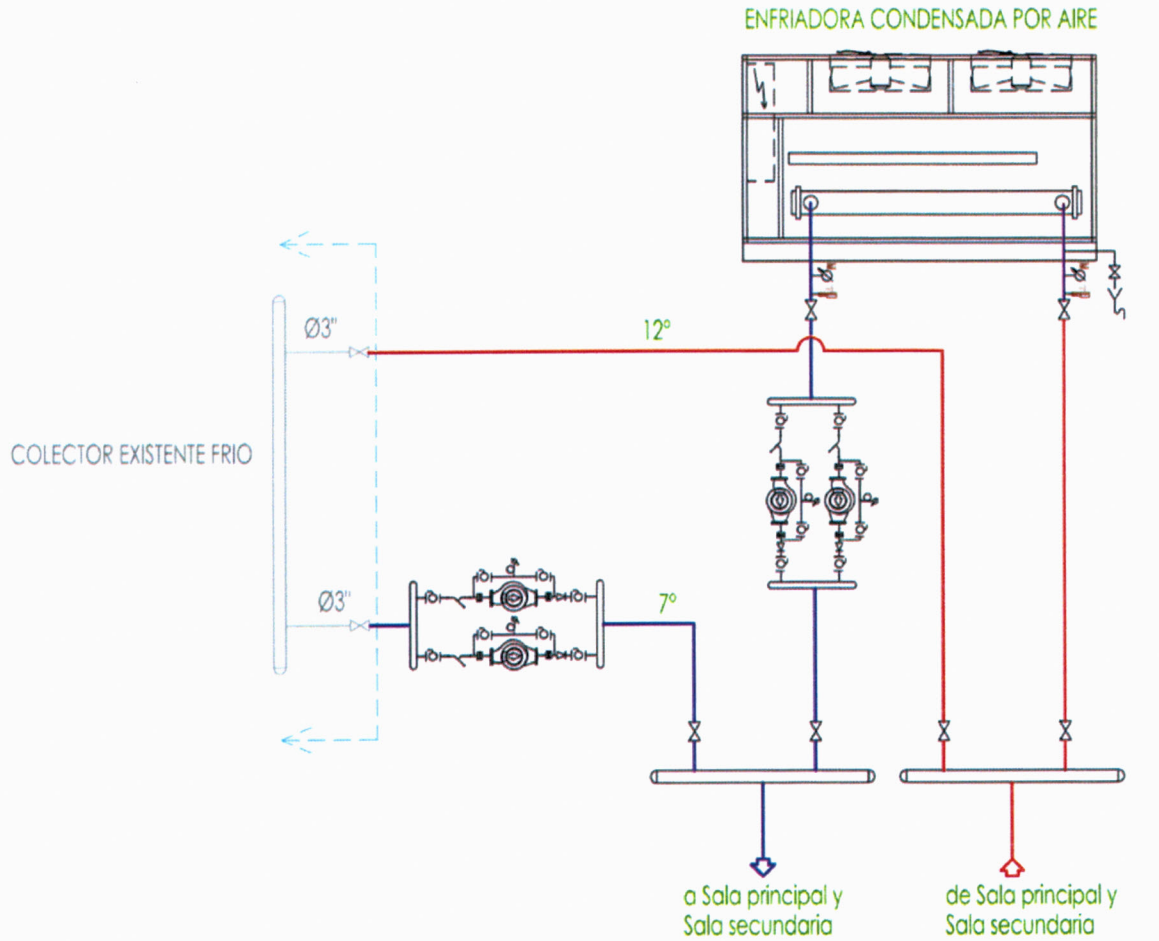 ENFRIADORA CONDENSADA POR AIRE
Ø3"
12º
COLECTOR EXISTENTE FRIO
Ø3"
7º
a Sala principal y
Sala secundaria
de Sala principal y
Sala secundaria